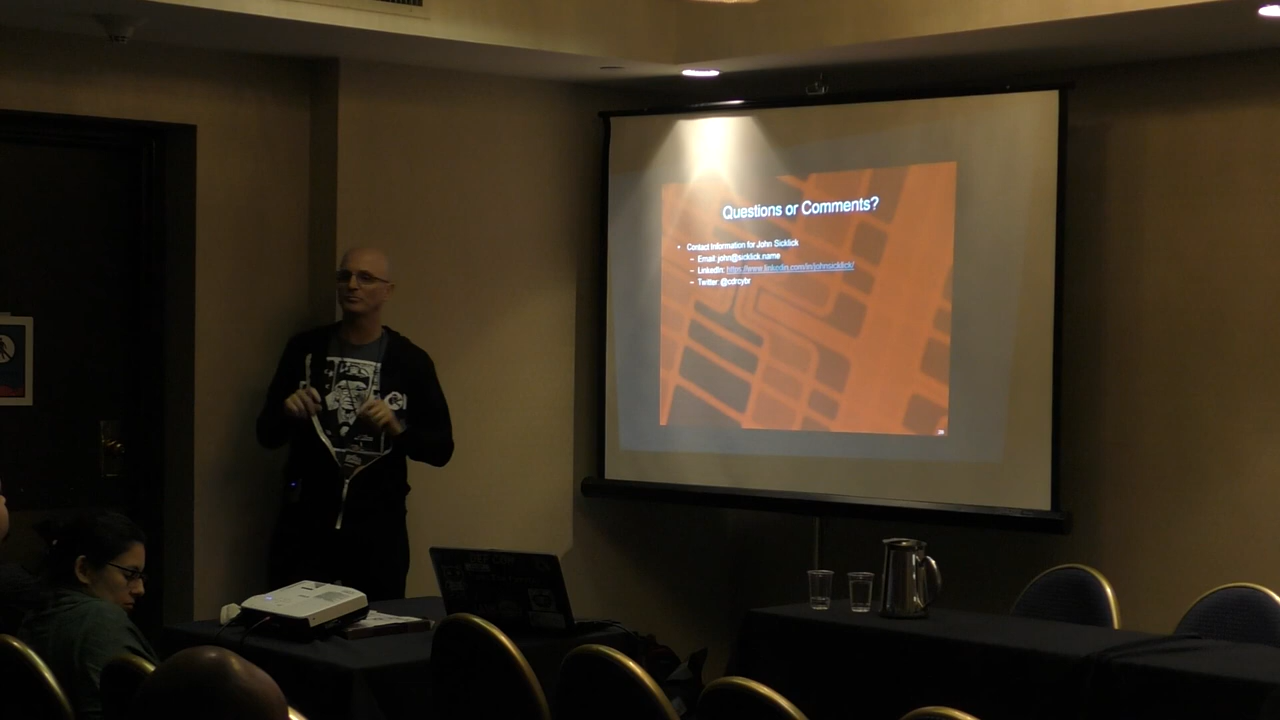 Questions or Comments?
• Contact Information for John Sicklick
– Email: john@sicklick.name
– LinkedIn: https://www.linkedin.com/in/johnsicklick/
– Twitter: @cdrcybr